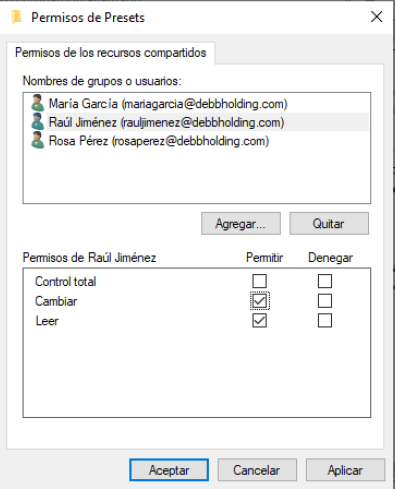 Permisos de Presets
Permisos de los recursos compartidos
Nombres de grupos o usuarios:
María García (mariagarcia@debbholding.com)
Raúl Jiménez (rauljimenez@debbholding.com)
Rosa Pérez (rosaperez@debbholding.com)
Agregar... Quitar
Permisos de Raúl Jiménez Permitir Denegar
Control total
Cambiar
Leer
Aceptar Cancelar Aplicar